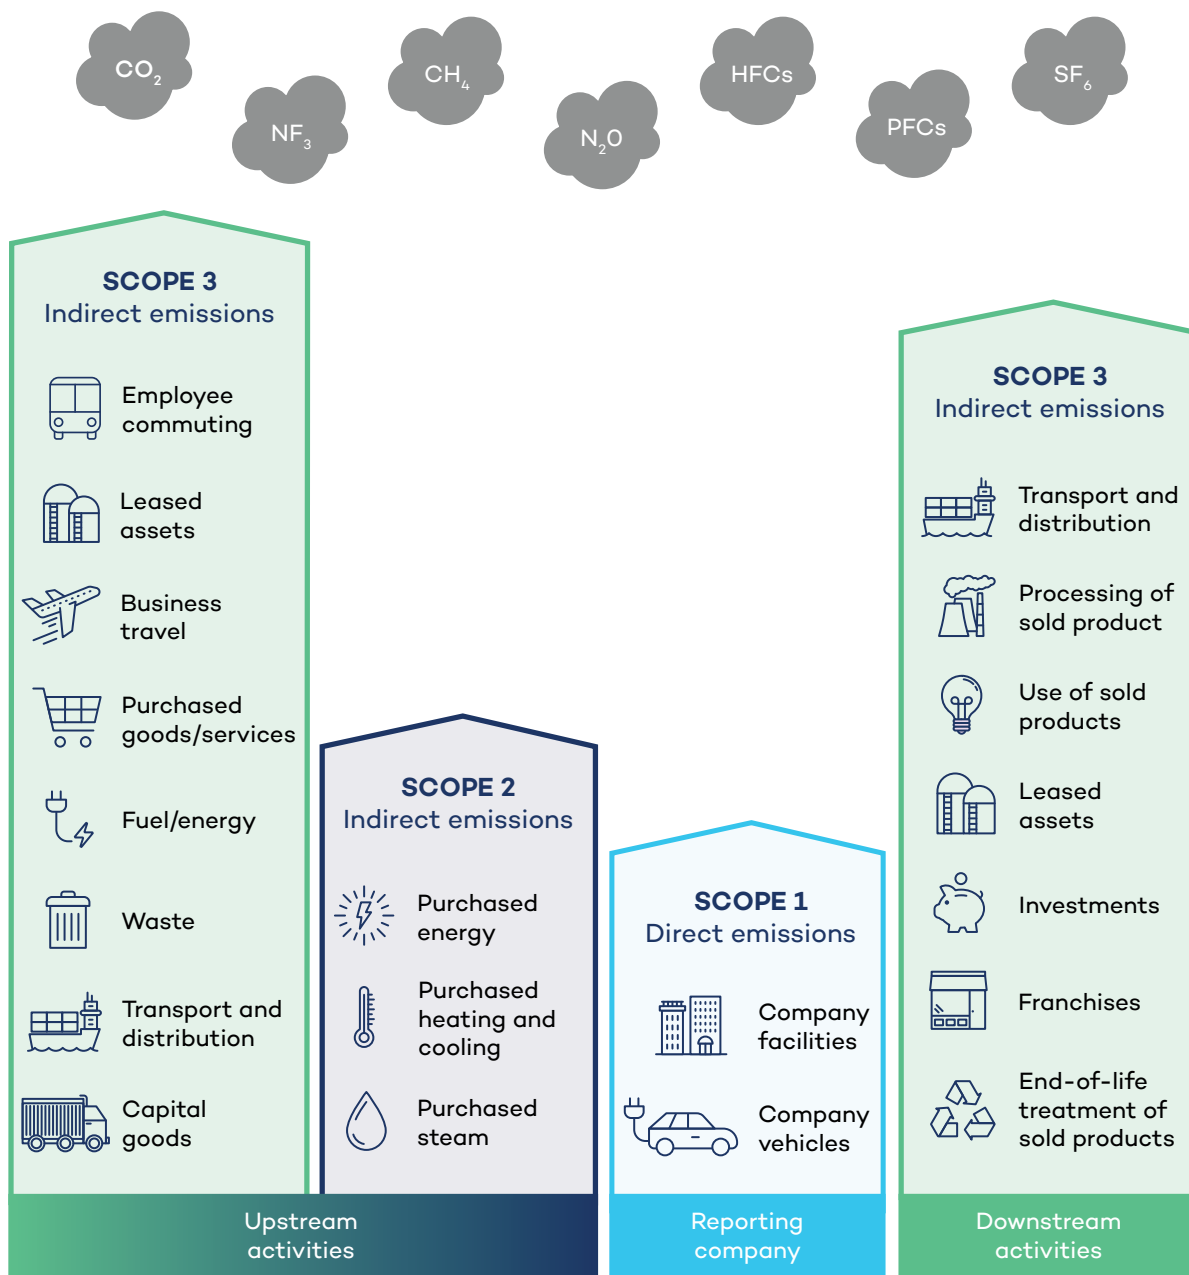 CO₂
NF₃
CH₄
N₂O
HFCs
PFCs
SF₆
SCOPE 3
Indirect emissions
Employee
commuting
Leased
assets
Business
travel
Purchased
goods/services
Fuel/energy
Waste
Transport and
distribution
Capital
goods
SCOPE 2
Indirect emissions
Purchased
energy
Purchased
heating and
cooling
Purchased
steam
Upstream
activities
SCOPE 1
Direct emissions
Company
facilities
Company
vehicles
Reporting
company
SCOPE 3
Indirect emissions
Transport and
distribution
Processing of
sold product
Use of sold
products
Leased
assets
Investments
Franchises
End-of-life
treatment of
sold products
Downstream
activities